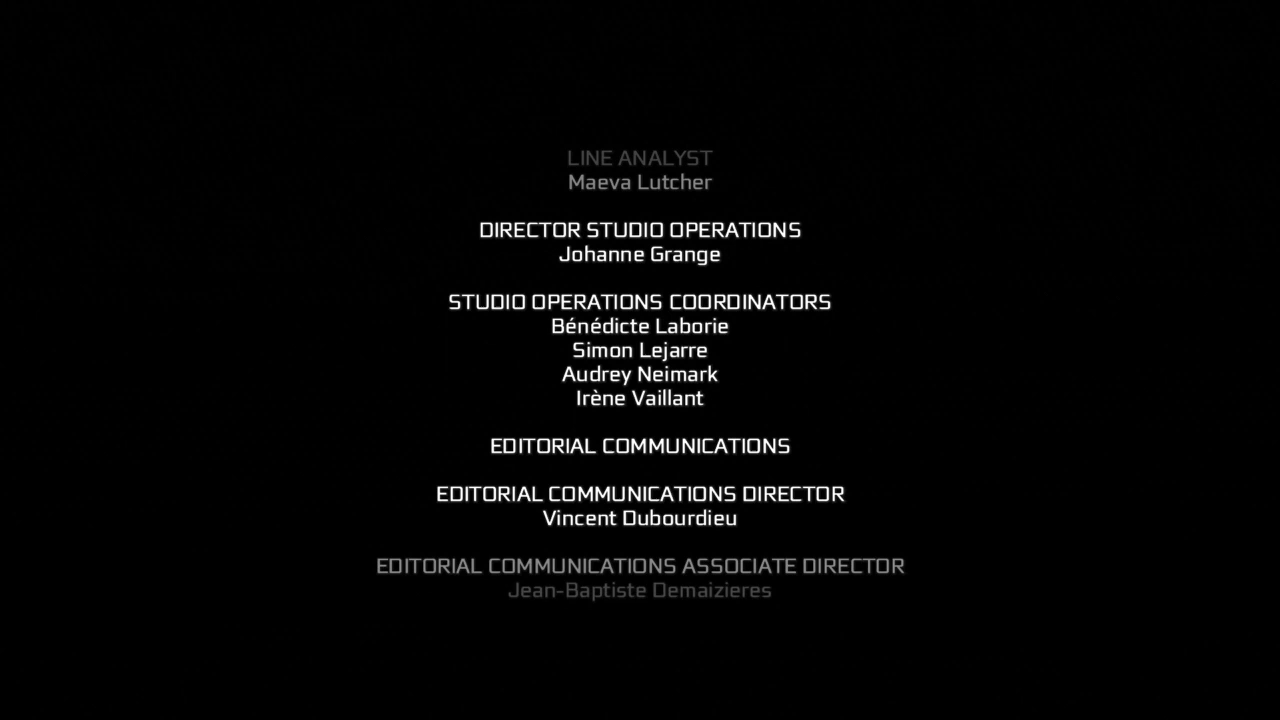 LINE ANALYST
Maeva Lutcher
DIRECTOR STUDIO OPERATIONS
Johanne Grange
STUDIO OPERATIONS COORDINATORS
Bénédicte Laborie
Simon Lejarre
Audrey Neimark
Irène Vaillant
EDITORIAL COMMUNICATIONS
EDITORIAL COMMUNICATIONS DIRECTOR
Vincent Dubourdieu
EDITORIAL COMMUNICATIONS ASSOCIATE DIRECTOR
Jean-Baptiste Demaizieres